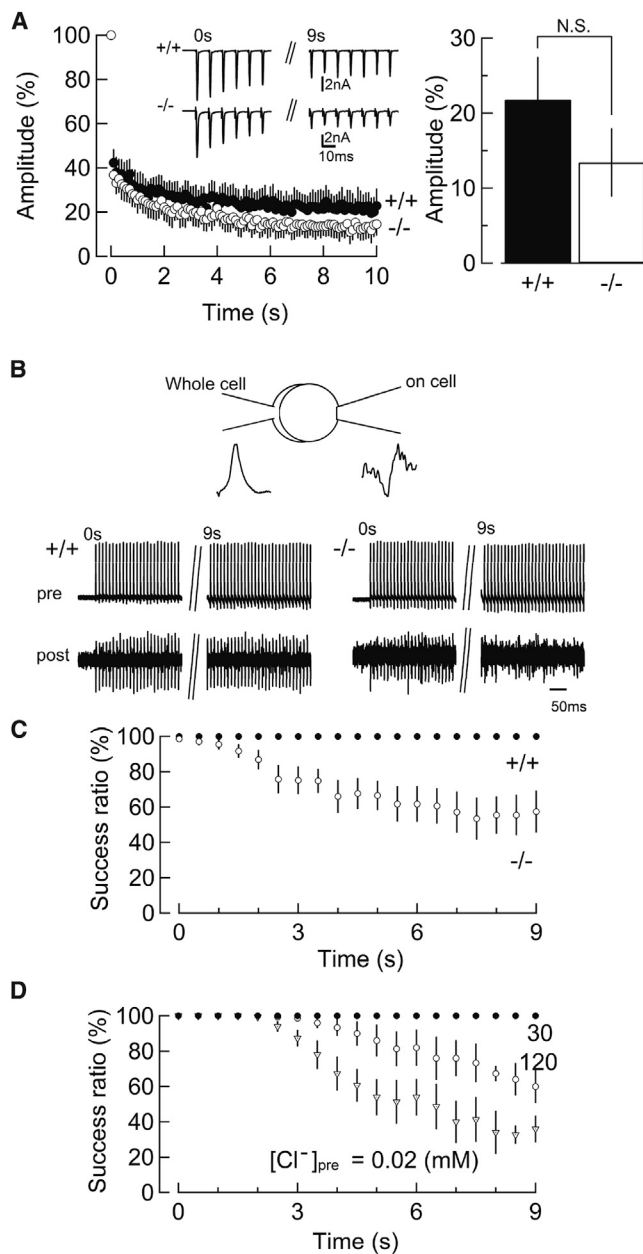 A
0s
9s
N.S.
+/+
2nA
-/-
2nA
10ms
100
80
60
40
20
0
Amplitude (%)
+/+
-/-
0 2 4 6 8 10
Time (s)
30
20
10
0
Amplitude (%)
+/+ -/-
B
Whole cell
on cell
+/+
0s
9s
-/-
0s
9s
pre
post
50ms
C
100
80
60
40
20
0
Success ratio (%)
+/+
-/-
0 3 6 9
Time (s)
D
100
80
60
40
20
0
Success ratio (%)
30
120
[Cl⁻]pre = 0.02 (mM)
0 3 6 9
Time (s)